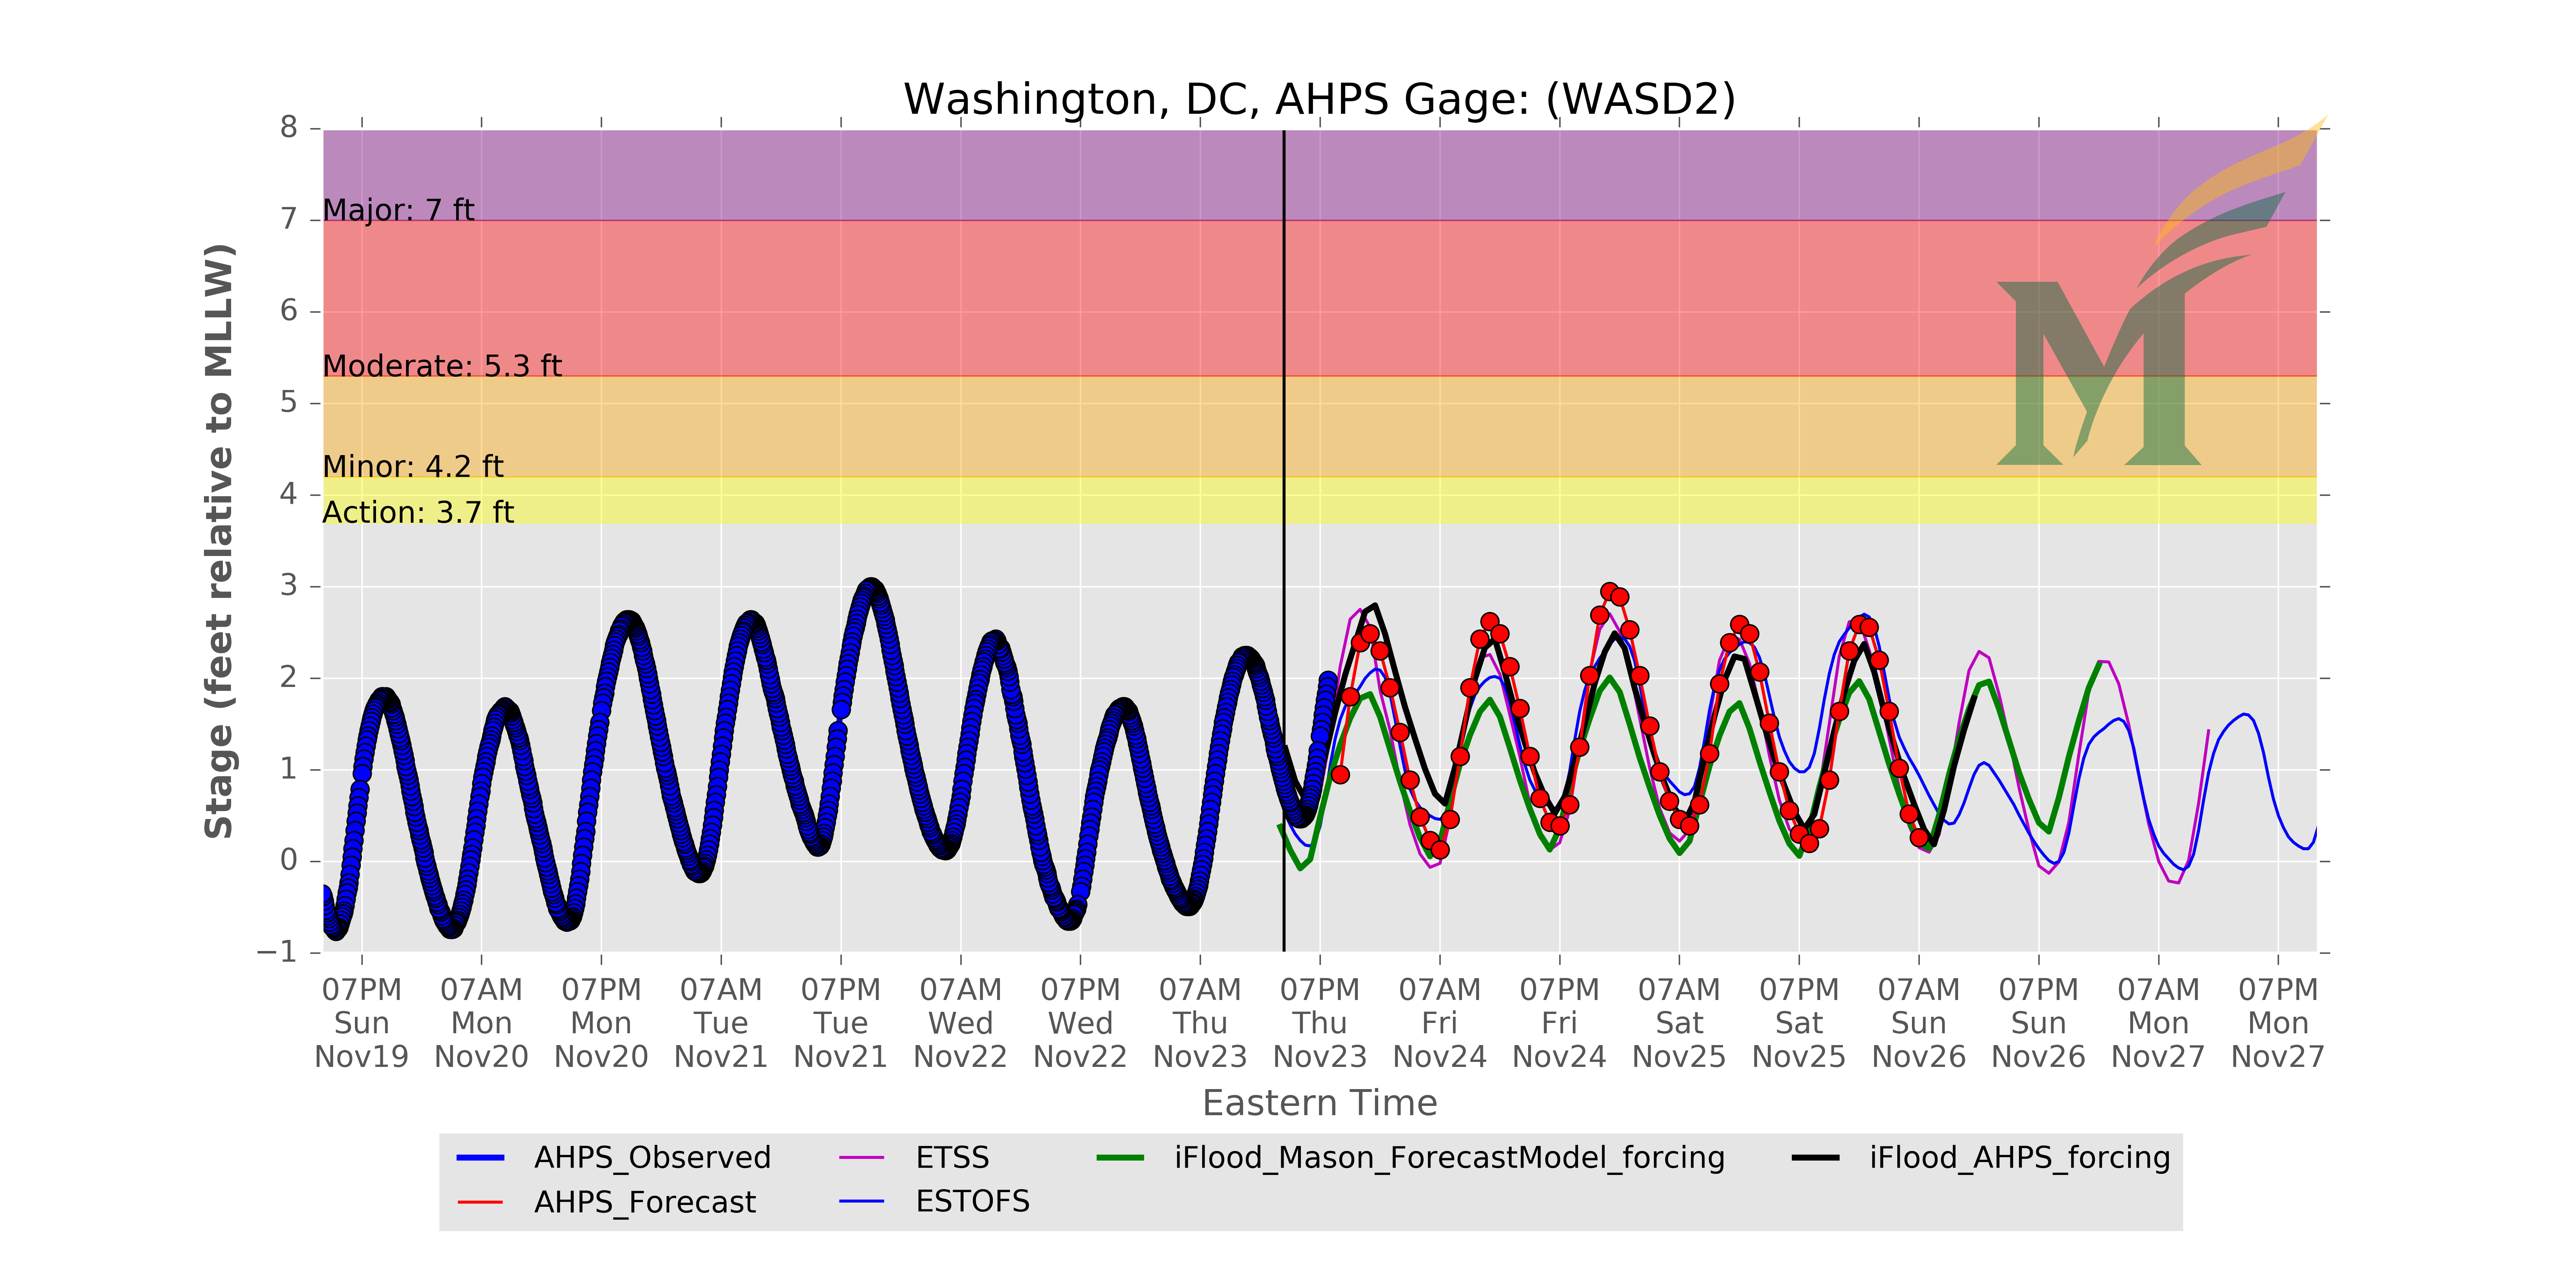 Washington, DC, AHPS Gage: (WASD2)
Stage (feet relative to MLLW)
8
7
6
5
4
3
2
1
0
−1
Major: 7 ft
Moderate: 5.3 ft
Minor: 4.2 ft
Action: 3.7 ft
07PM 07AM 07PM 07AM 07PM 07AM 07PM 07AM 07PM 07AM 07PM 07AM 07PM 07AM 07PM 07AM 07PM
Sun Mon Mon Tue Tue Wed Wed Thu Thu Fri Fri Sat Sat Sun Sun Mon Mon
Nov19 Nov20 Nov20 Nov21 Nov21 Nov22 Nov22 Nov23 Nov23 Nov24 Nov24 Nov25 Nov25 Nov26 Nov26 Nov27 Nov27
Eastern Time
AHPS_Observed ETSS iFlood_Mason_ForecastModel_forcing iFlood_AHPS_forcing
AHPS_Forecast ESTOFS